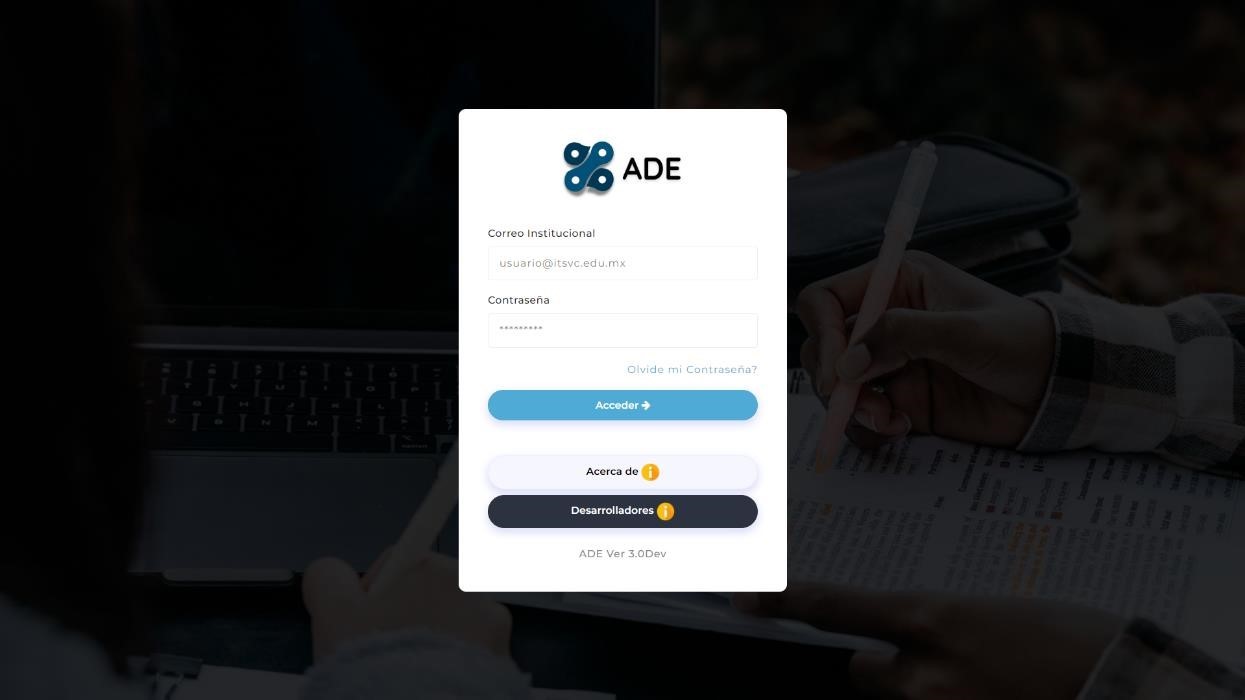 ADE
Correo Institucional
usuario@itsvc.edu.mx
Contraseña
*********
Olvide mi Contraseña?
Acceder
Acerca de
Desarrolladores
ADE Ver 3.0Dev